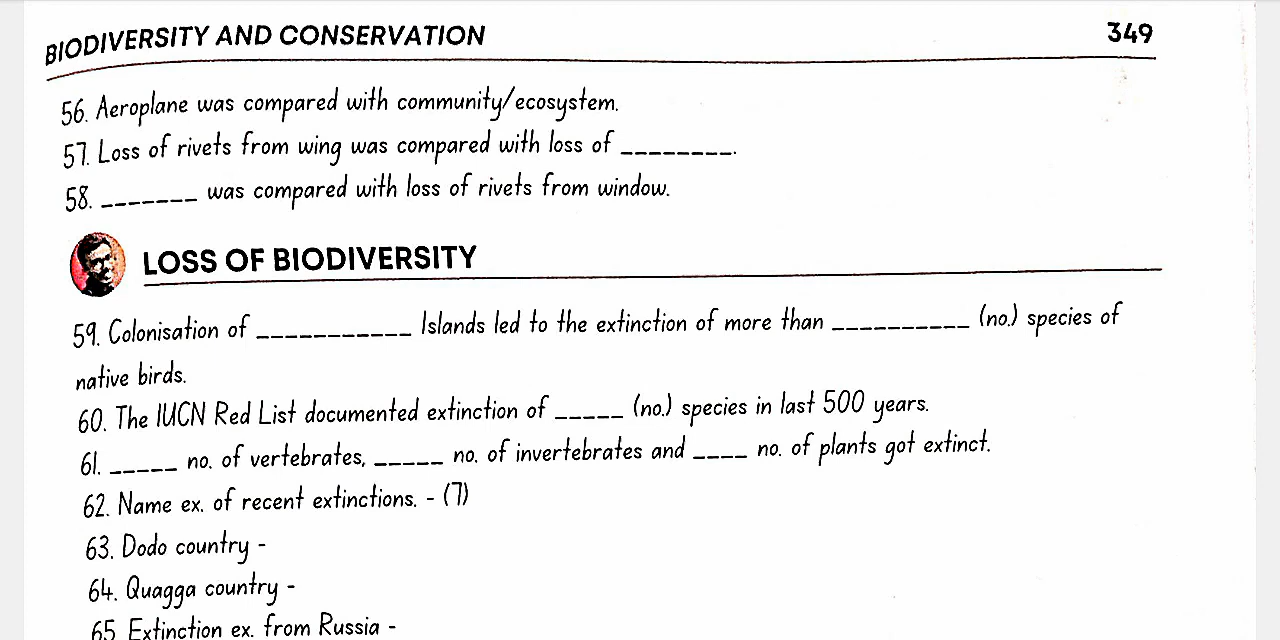 BIODIVERSITY AND CONSERVATION 349
56. Aeroplane was compared with community/ecosystem.
57. Loss of rivets from wing was compared with loss of ________.
58. _______ was compared with loss of rivets from window.
LOSS OF BIODIVERSITY
59. Colonisation of ___________ Islands led to the extinction of more than __________ (no.) species of
native birds.
60. The IUCN Red List documented extinction of _____ (no.) species in last 500 years.
61. _____ no. of vertebrates, _____ no. of invertebrates and ____ no. of plants got extinct.
62. Name ex. of recent extinctions. - (7)
63. Dodo country -
64. Quagga country -
65. Extinction ex. from Russia -